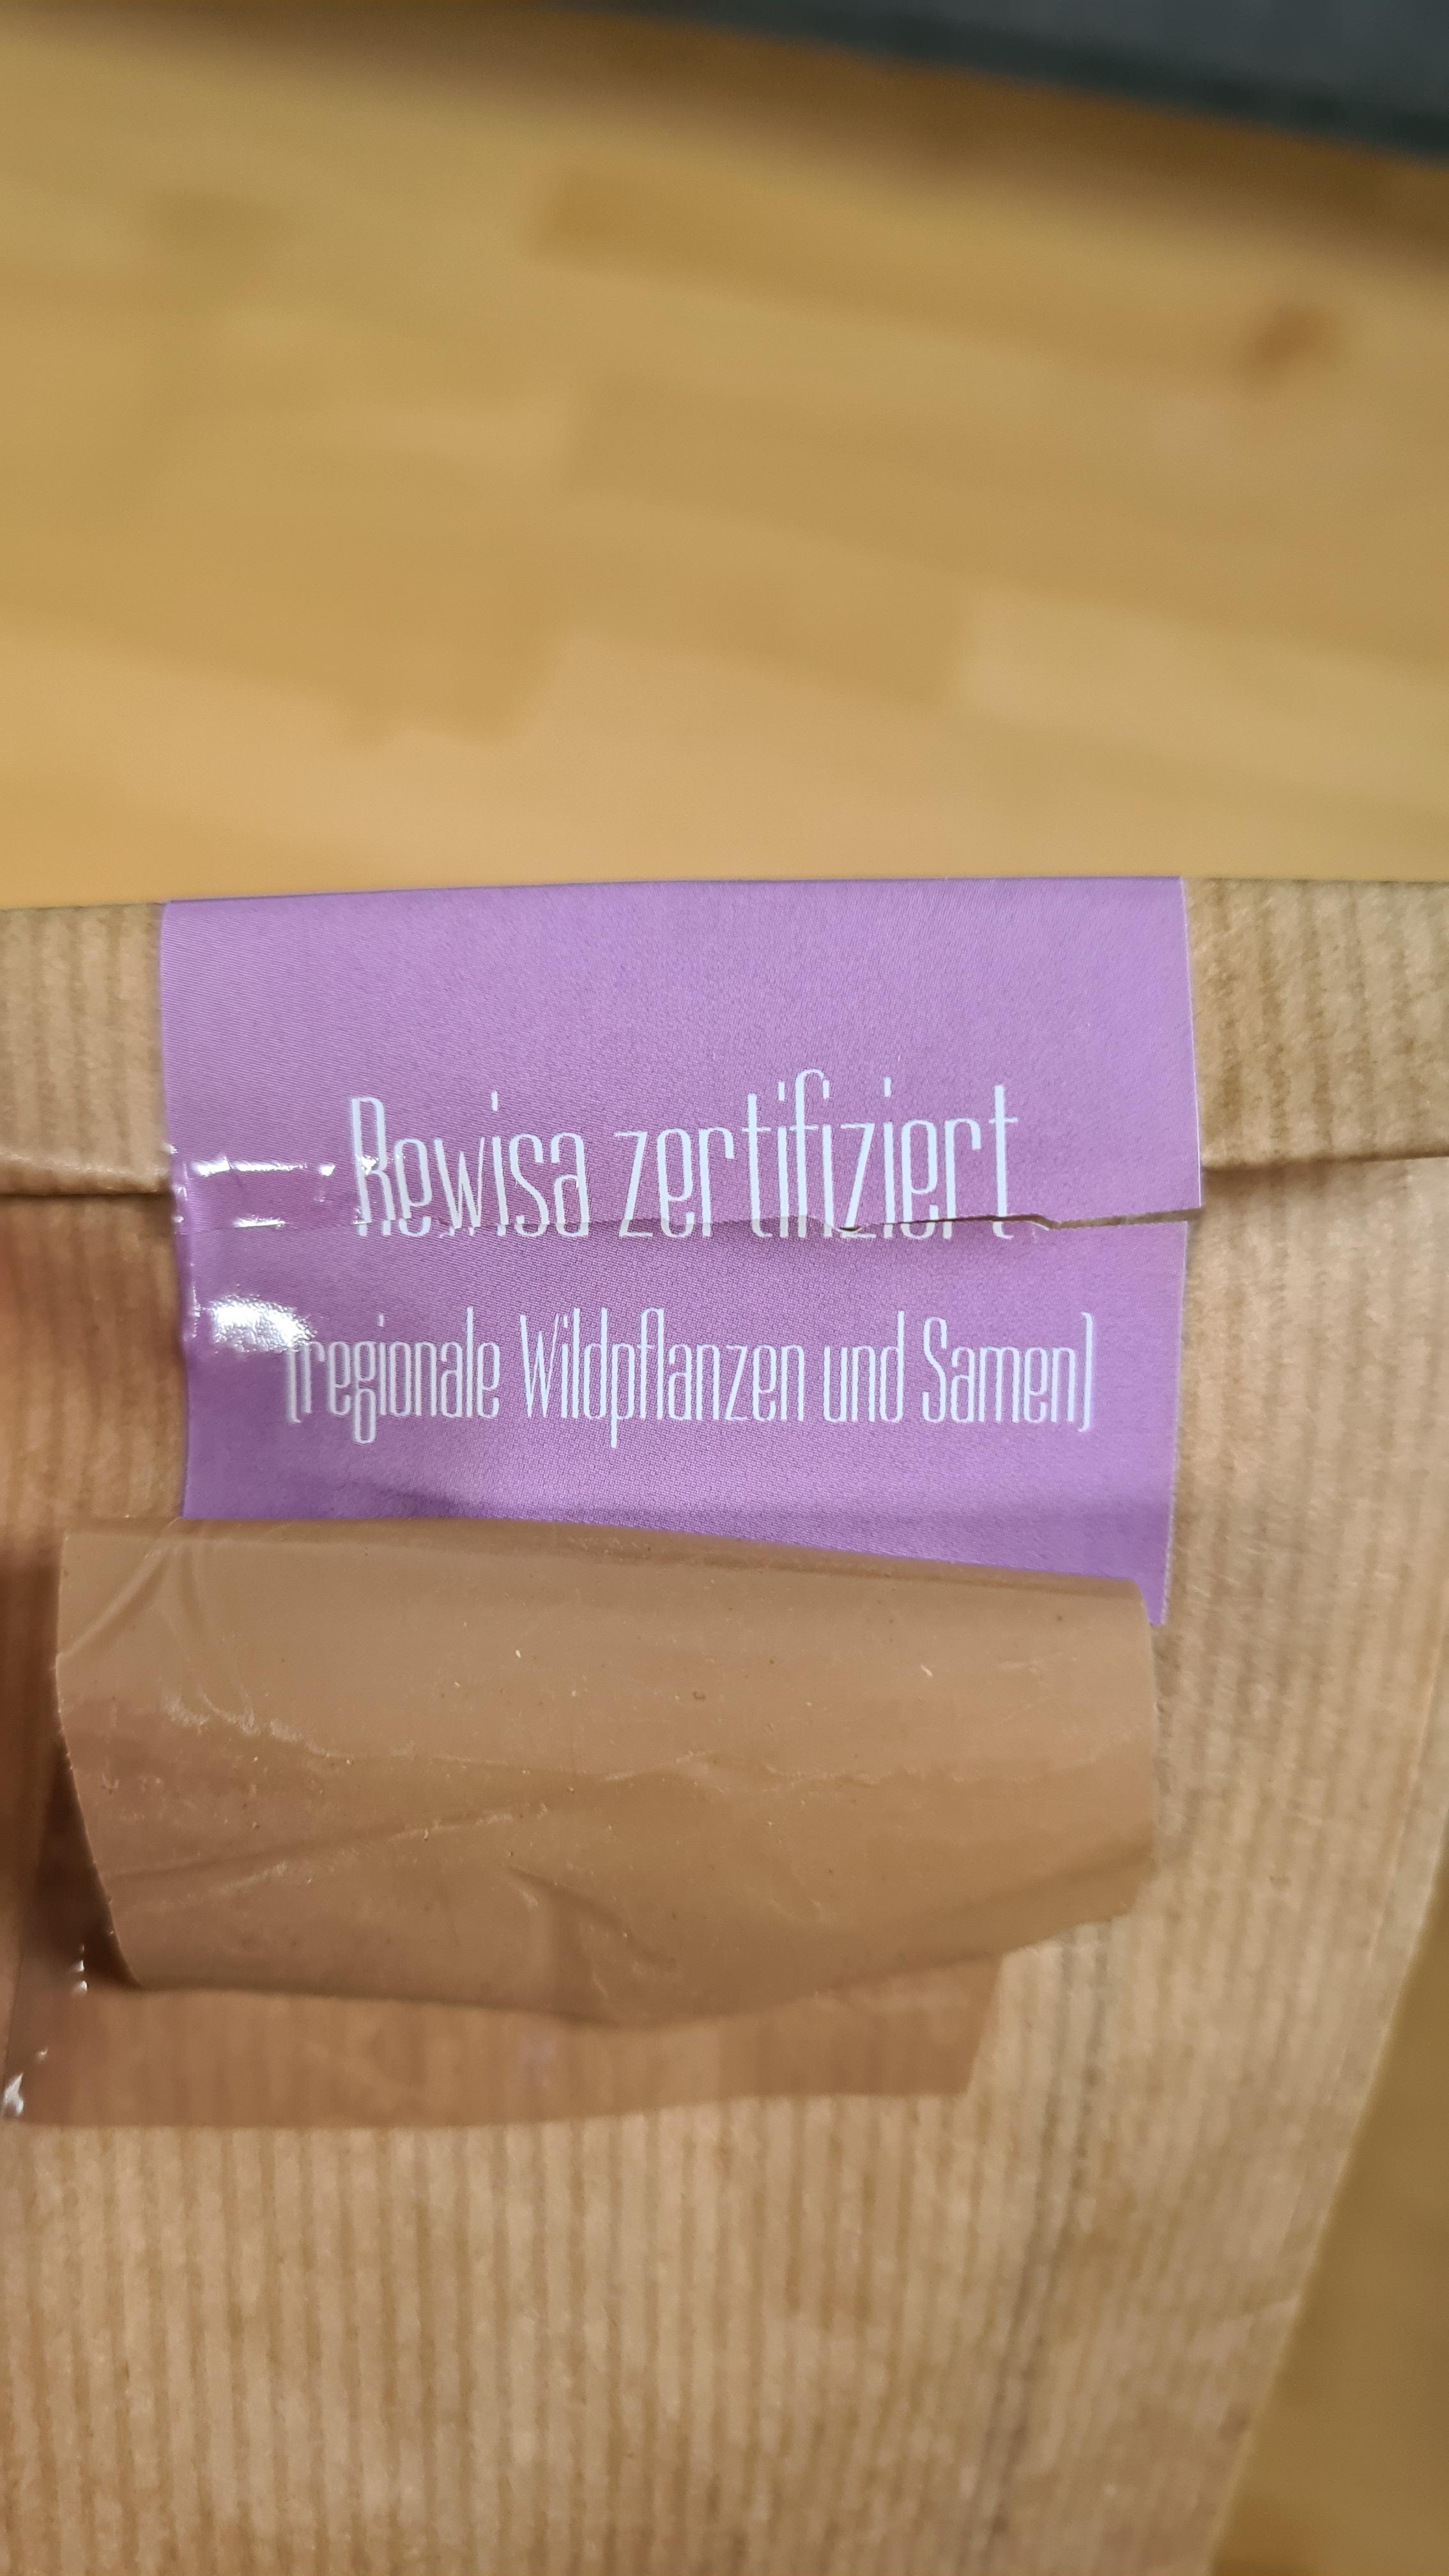 Rewisa zertifiziert
(regionale Wildpflanzen und Samen)